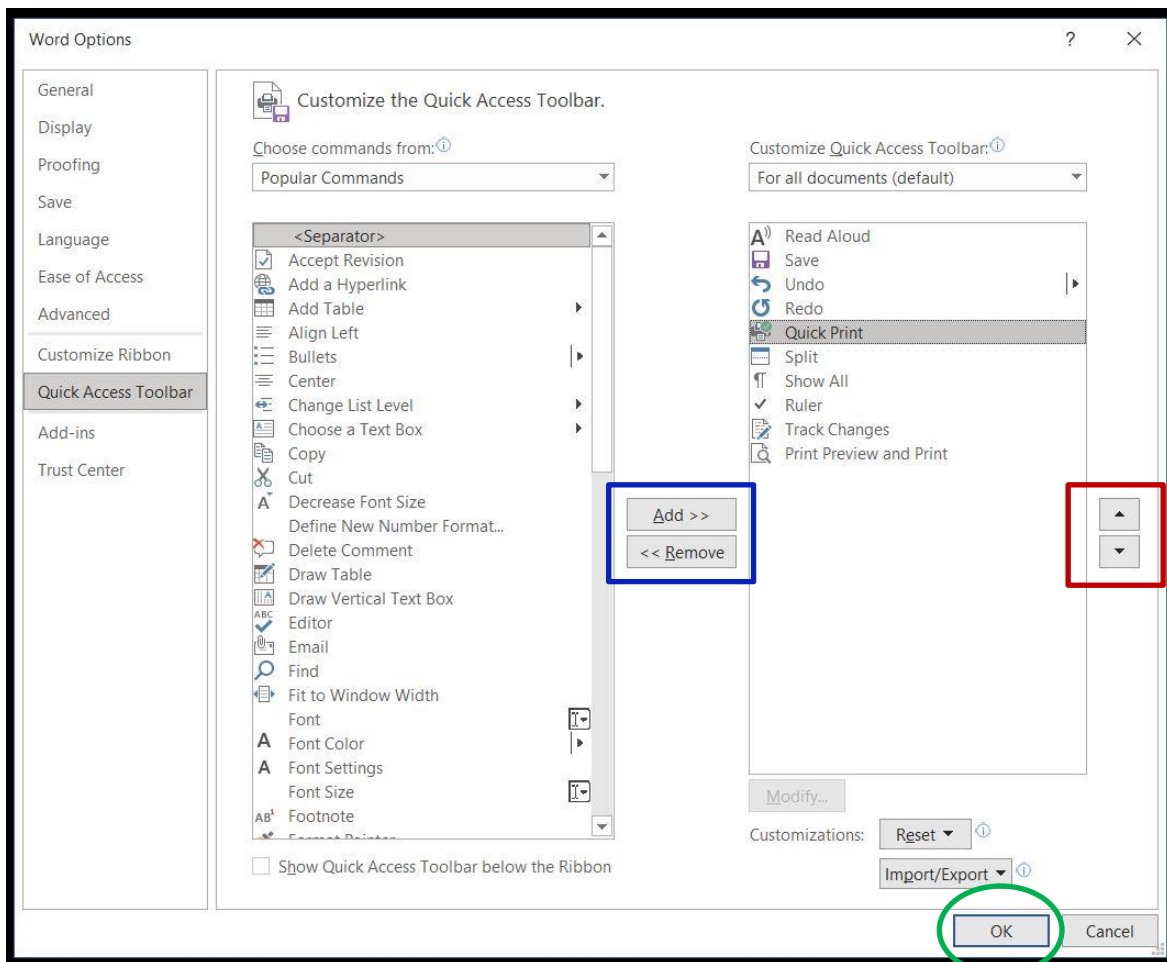 Word Options
?
General
Display
Proofing
Save
Language
Ease of Access
Advanced
Customize Ribbon
Quick Access Toolbar
Add-ins
Trust Center
Customize the Quick Access Toolbar.
Choose commands from:
Popular Commands
<Separator>
Accept Revision
Add a Hyperlink
Add Table
Align Left
Bullets
Center
Change List Level
Choose a Text Box
Copy
Cut
Decrease Font Size
Define New Number Format...
Delete Comment
Draw Table
Draw Vertical Text Box
Editor
Email
Find
Fit to Window Width
Font
Font Color
Font Settings
Font Size
Footnote
Format Painter
Show Quick Access Toolbar below the Ribbon
Add >>
<< Remove
Customize Quick Access Toolbar:
For all documents (default)
Read Aloud
Save
Undo
Redo
Quick Print
Split
Show All
Ruler
Track Changes
Print Preview and Print
Modify...
Customizations: Reset
Import/Export
OK
Cancel